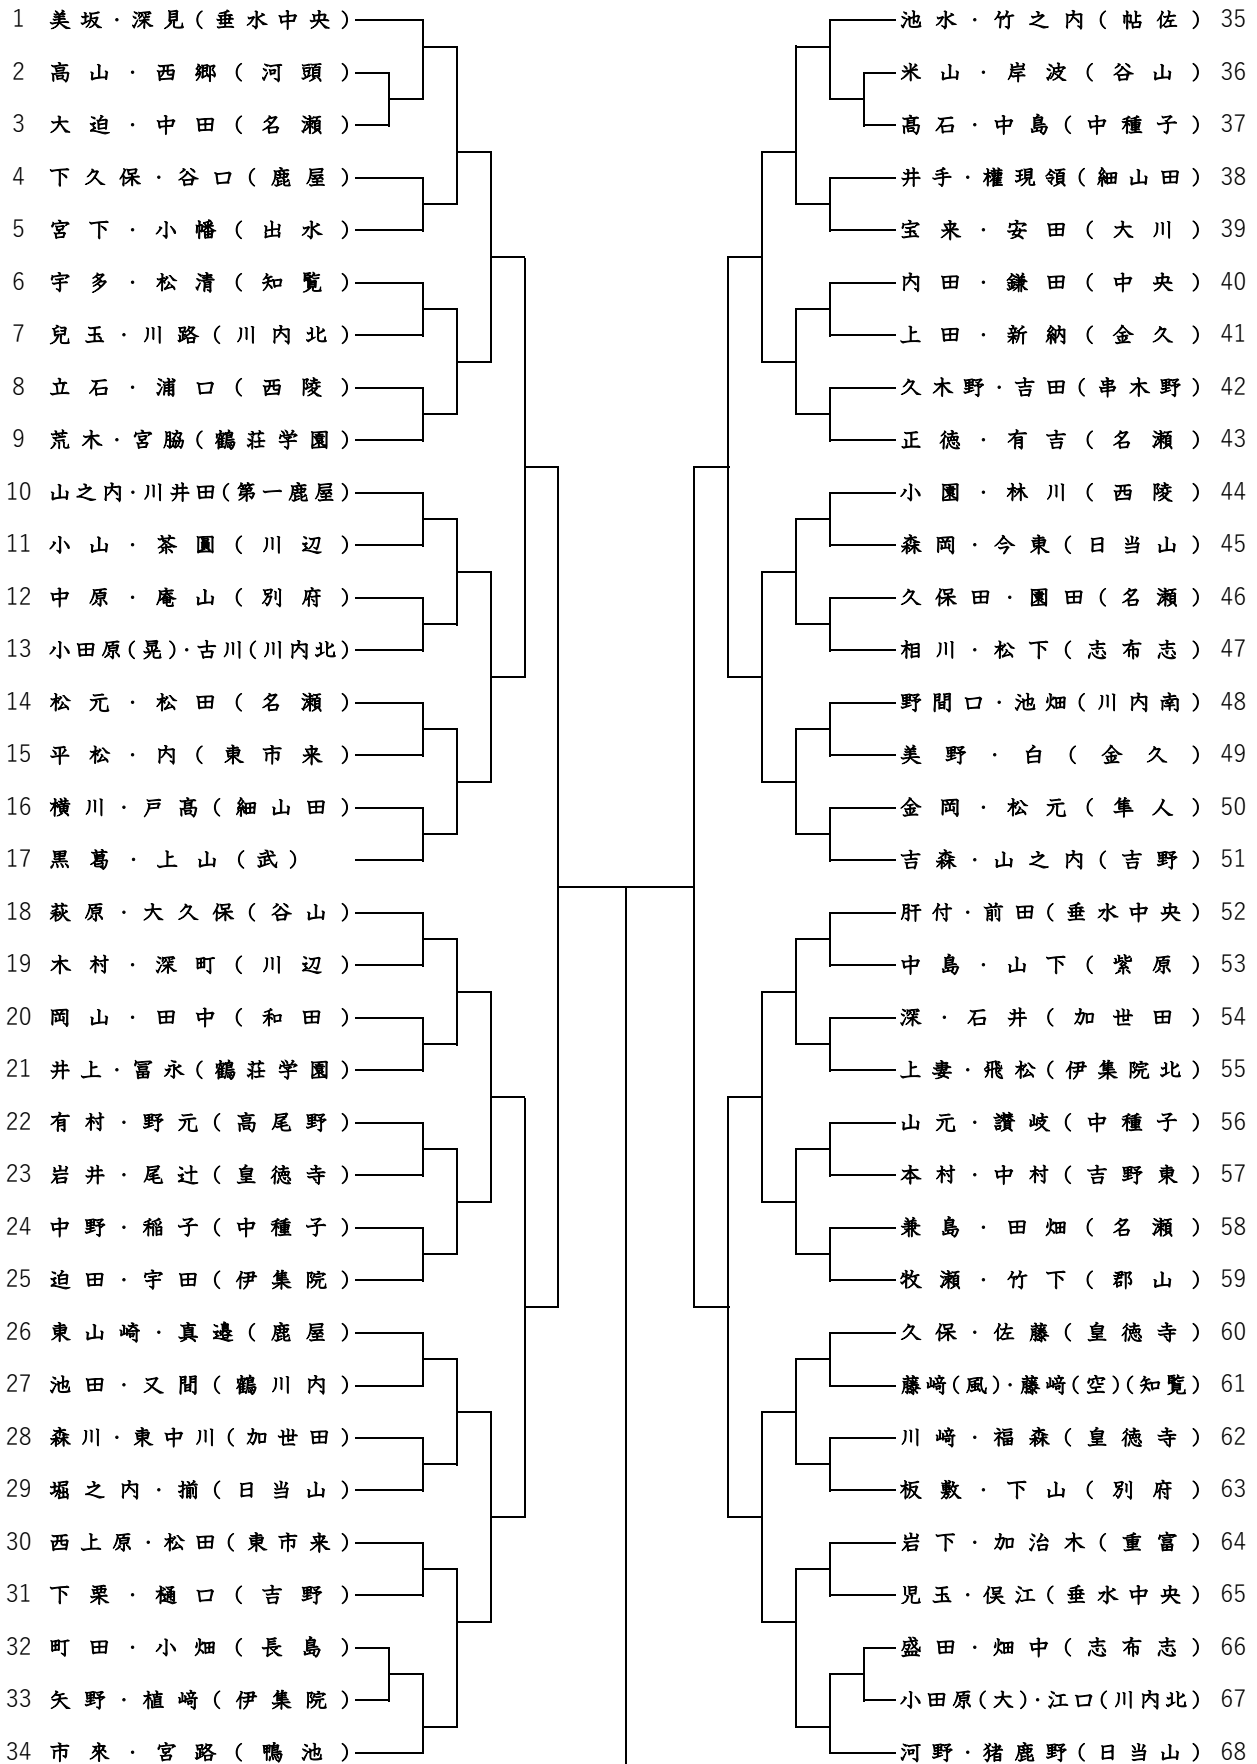 1 美坂・深見(垂水中央)
2 高山・西郷(河頭)
3 大迫・中田(名瀬)
4 下久保・谷口(鹿屋)
5 宮下・小幡(出水)
6 宇多・松清(知覧)
7 兒玉・川路(川内北)
8 立石・浦口(西陵)
9 荒木・宮脇(鶴荘学園)
10 山之内・川井田(第一鹿屋)
11 小山・茶圓(川辺)
12 中原・庵山(別府)
13 小田原(晃)・古川(川内北)
14 松元・松田(名瀬)
15 平松・内(東市来)
16 横川・戸髙(細山田)
17 黒葛・上山(武)
18 萩原・大久保(谷山)
19 木村・深町(川辺)
20 岡山・田中(和田)
21 井上・冨永(鶴荘学園)
22 有村・野元(高尾野)
23 岩井・尾辻(皇徳寺)
24 中野・稲子(中種子)
25 迫田・宇田(伊集院)
26 東山崎・真邉(鹿屋)
27 池田・又間(鶴川内)
28 森川・東中川(加世田)
29 堀之内・揃(日当山)
30 西上原・松田(東市来)
31 下栗・樋口(吉野)
32 町田・小畑(長島)
33 矢野・植﨑(伊集院)
34 市來・宮路(鴨池)
池水・竹之内(帖佐) 35
米山・岸波(谷山) 36
髙石・中島(中種子) 37
井手・權現領(細山田) 38
宝来・安田(大川) 39
内田・鎌田(中央) 40
上田・新納(金久) 41
久木野・吉田(串木野) 42
正徳・有吉(名瀬) 43
小園・林川(西陵) 44
森岡・今東(日当山) 45
久保田・園田(名瀬) 46
相川・松下(志布志) 47
野間口・池畑(川内南) 48
美野・白(金久) 49
金岡・松元(隼人) 50
吉森・山之内(吉野) 51
肝付・前田(垂水中央) 52
中島・山下(紫原) 53
深・石井(加世田) 54
上妻・飛松(伊集院北) 55
山元・讃岐(中種子) 56
本村・中村(吉野東) 57
兼島・田畑(名瀬) 58
牧瀬・竹下(郡山) 59
久保・佐藤(皇徳寺) 60
藤﨑(風)・藤﨑(空)(知覧) 61
川﨑・福森(皇徳寺) 62
板敷・下山(別府) 63
岩下・加治木(重富) 64
児玉・俣江(垂水中央) 65
盛田・畑中(志布志) 66
小田原(大)・江口(川内北) 67
河野・猪鹿野(日当山) 68